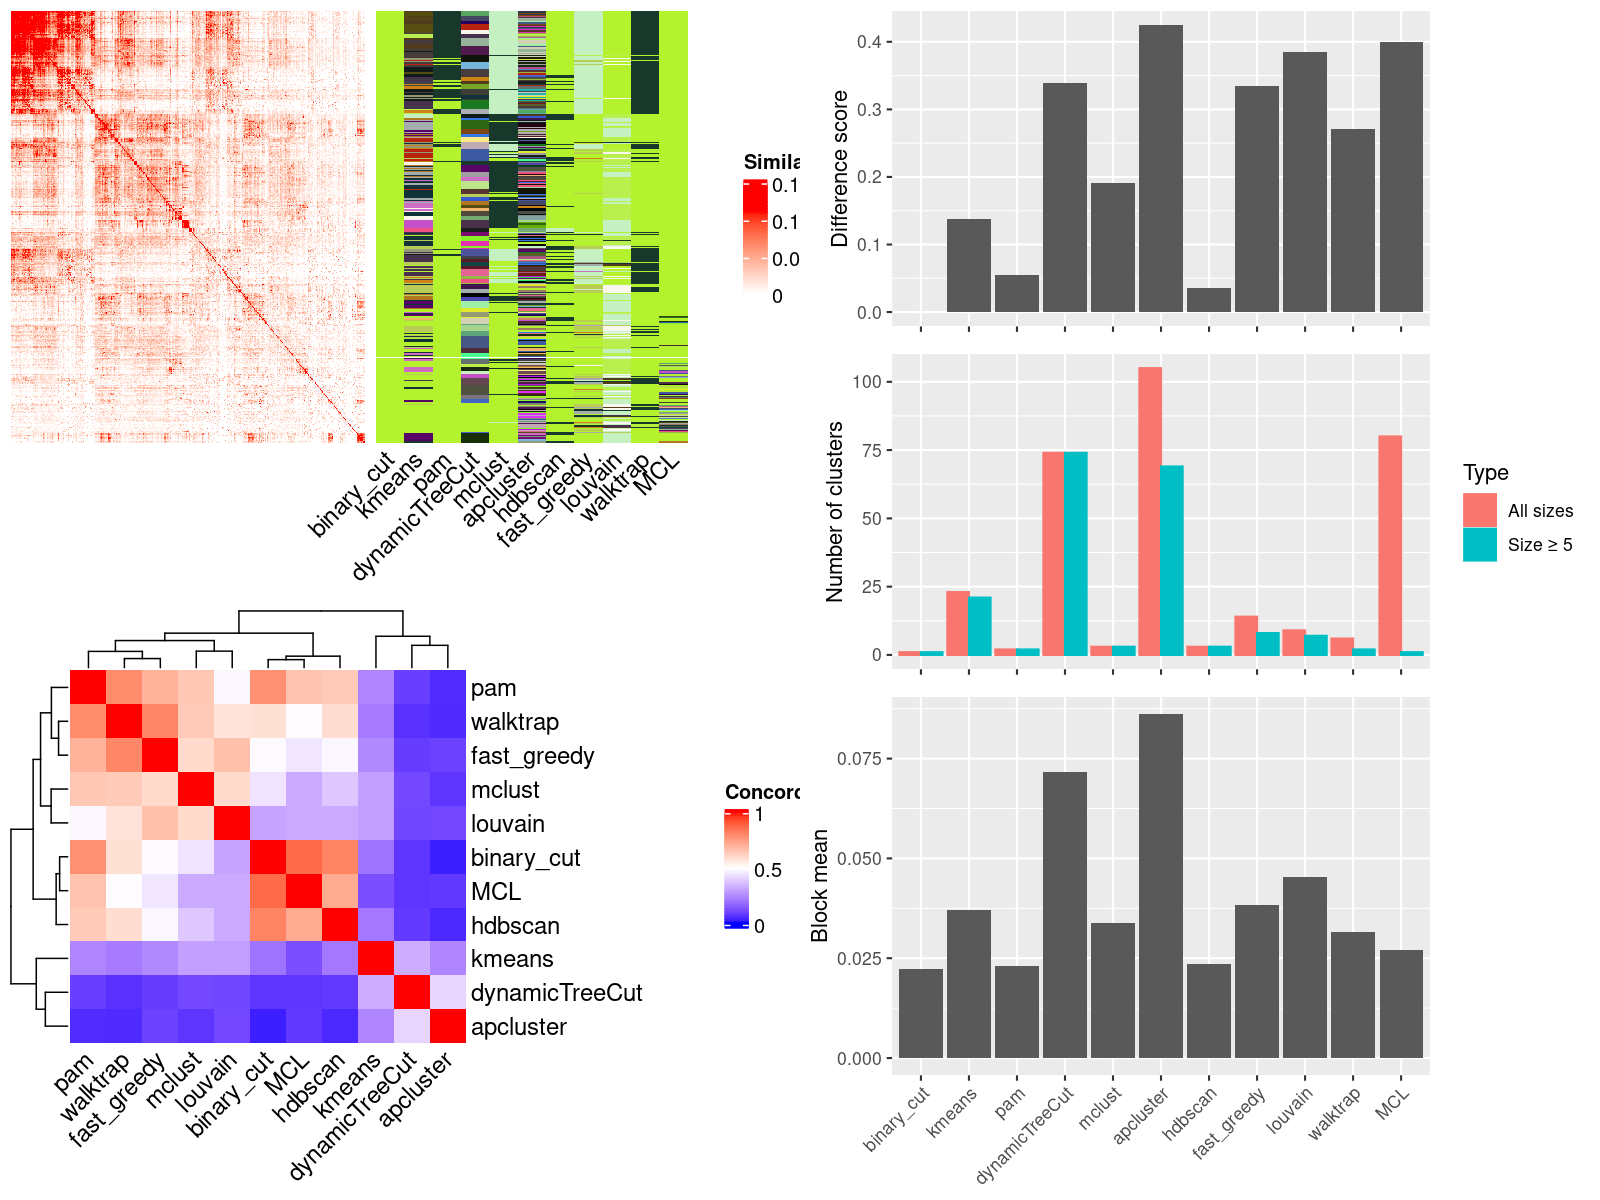 Simila
0.1
0.1
0.0
0
binary_cut
kmeans
pam
dynamicTreeCut
mclust
apcluster
hdbscan
fast_greedy
louvain
walktrap
MCL
pam
walktrap
fast_greedy
mclust
louvain
binary_cut
MCL
hdbscan
kmeans
dynamicTreeCut
apcluster
pam
walktrap
fast_greedy
mclust
louvain
binary_cut
MCL
hdbscan
kmeans
dynamicTreeCut
apcluster
Concord
1
0.5
0
Difference score
0.4
0.3
0.2
0.1
0.0
Number of clusters
100
75
50
25
0
Type
All sizes
Size ≥ 5
Block mean
0.075
0.050
0.025
0.000
binary_cut
kmeans
pam
dynamicTreeCut
mclust
apcluster
hdbscan
fast_greedy
louvain
walktrap
MCL